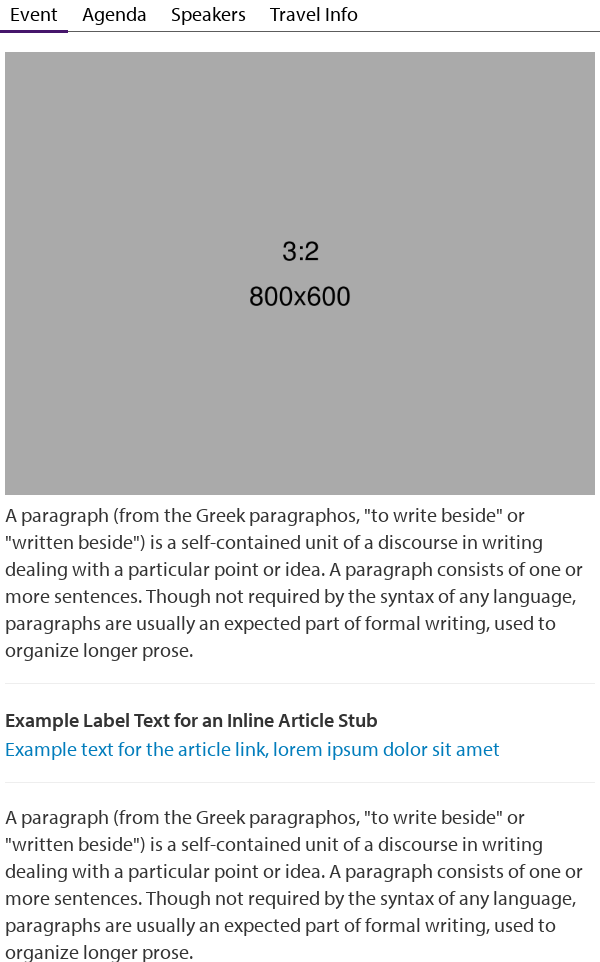 Event Agenda Speakers Travel Info
3:2
800x600
A paragraph (from the Greek paragraphos, "to write beside" or
"written beside") is a self-contained unit of a discourse in writing
dealing with a particular point or idea. A paragraph consists of one or
more sentences. Though not required by the syntax of any language,
paragraphs are usually an expected part of formal writing, used to
organize longer prose.
Example Label Text for an Inline Article Stub
Example text for the article link, lorem ipsum dolor sit amet
A paragraph (from the Greek paragraphos, "to write beside" or
"written beside") is a self-contained unit of a discourse in writing
dealing with a particular point or idea. A paragraph consists of one or
more sentences. Though not required by the syntax of any language,
paragraphs are usually an expected part of formal writing, used to
organize longer prose.